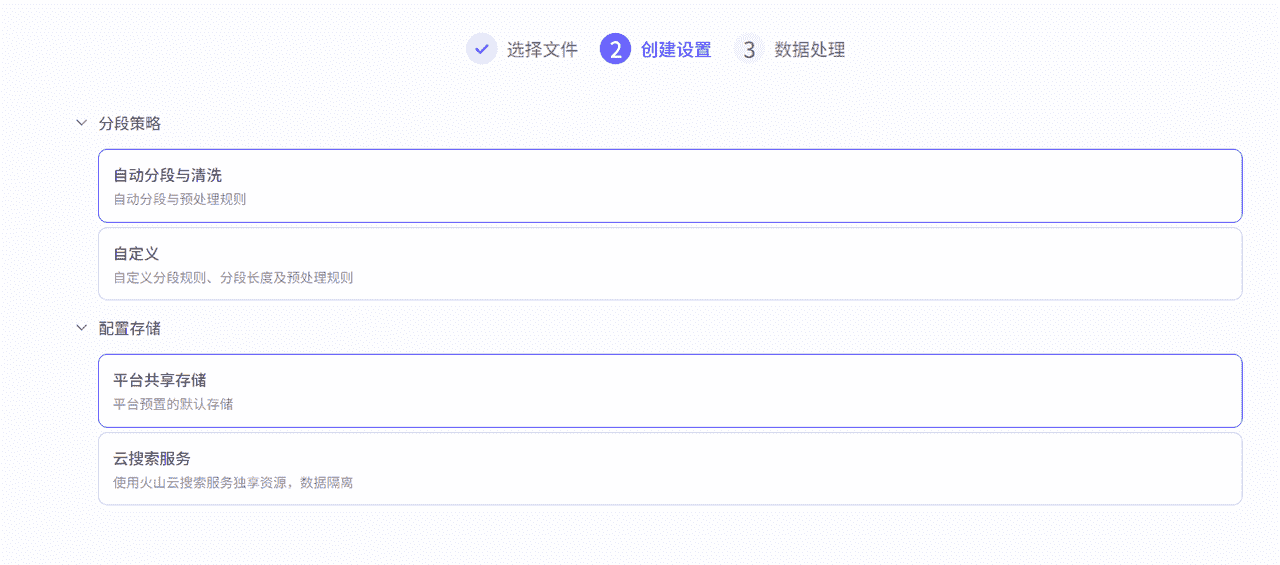 选择文件 2 创建设置 3 数据处理
分段策略
自动分段与清洗
自动分段与预处理规则
自定义
自定义分段规则、分段长度及预处理规则
配置存储
平台共享存储
平台预置的默认存储
云搜索服务
使用火山云搜索服务独享资源，数据隔离